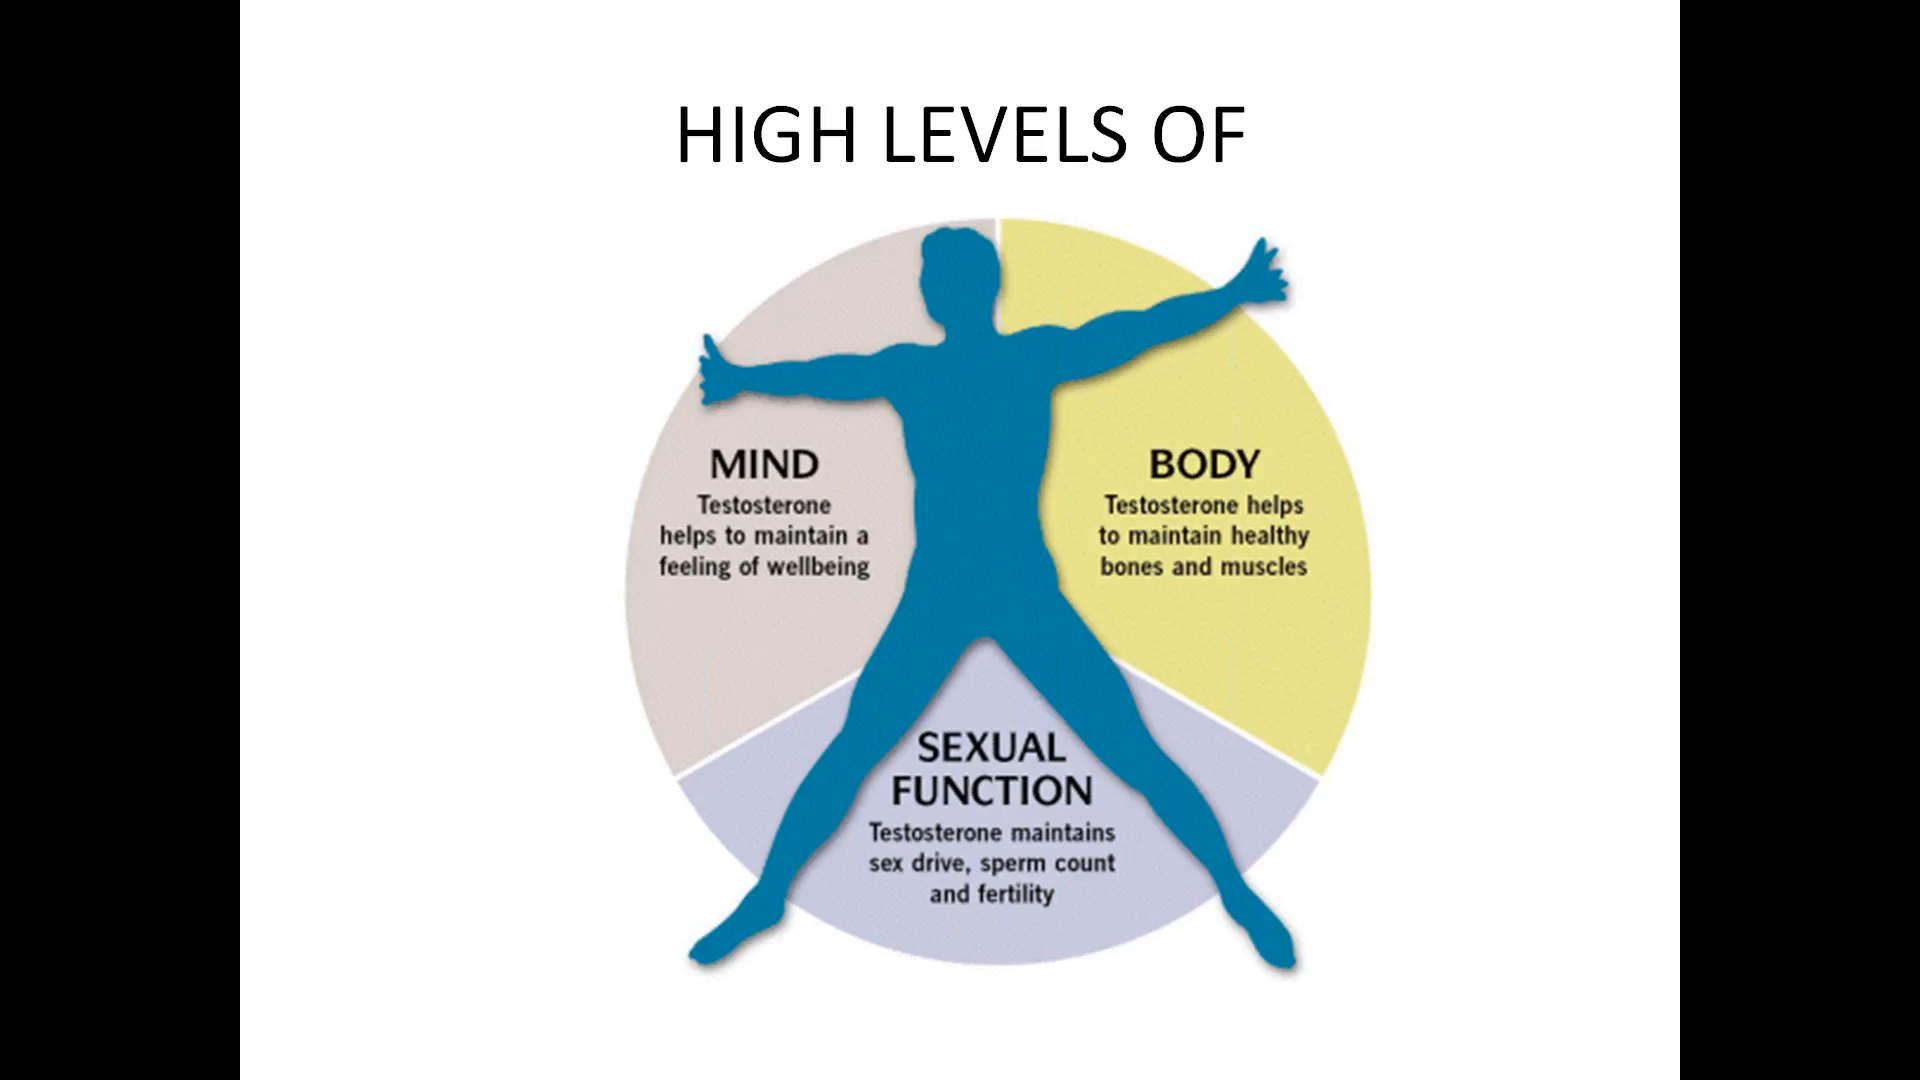 HIGH LEVELS OF
MIND
Testosterone
helps to maintain a
feeling of wellbeing
BODY
Testosterone helps
to maintain healthy
bones and muscles
SEXUAL
FUNCTION
Testosterone maintains
sex drive, sperm count
and fertility